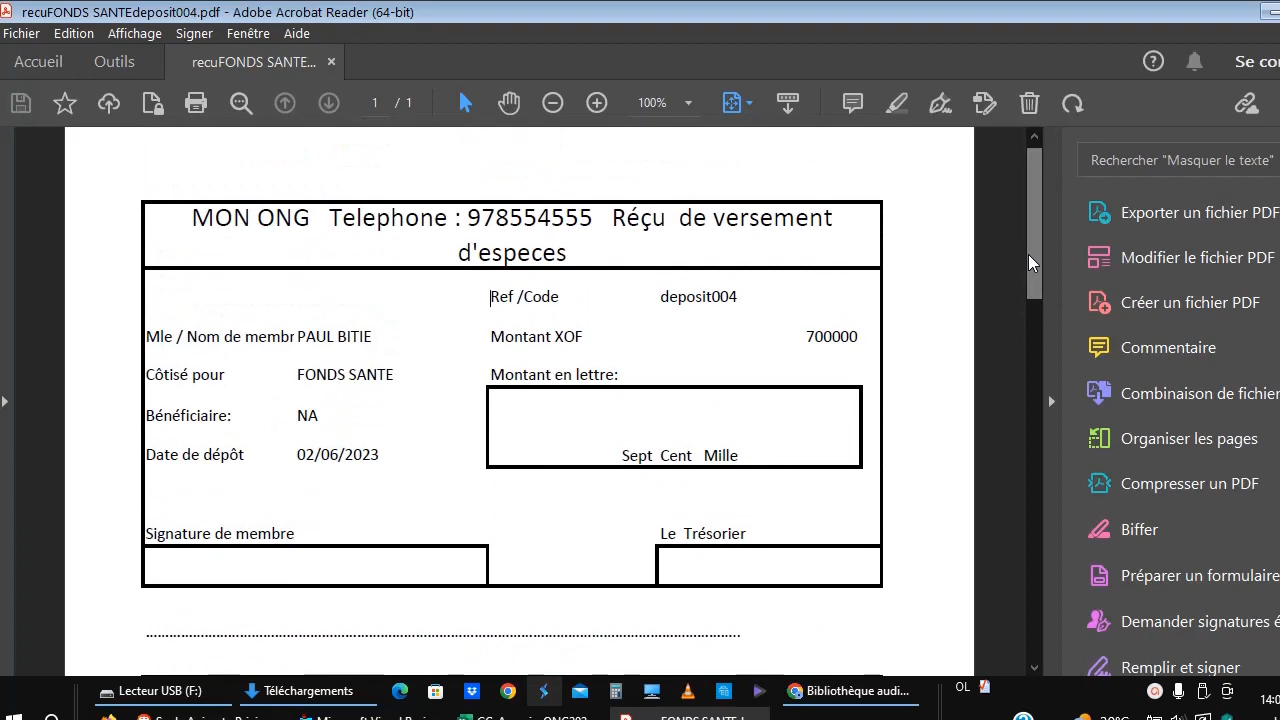 recuFONDS SANTEdeposit004.pdf - Adobe Acrobat Reader (64-bit)
Fichier Edition Affichage Signer Fenêtre Aide
Accueil Outils recuFONDS SANTE... × Se co
1 / 1 100%
Rechercher "Masquer le texte"
MON ONG Telephone : 978554555 Réçu de versement
d'especes
Ref /Code deposit004
Mle / Nom de membr PAUL BITIE Montant XOF 700000
Côtisé pour FONDS SANTE Montant en lettre:
Bénéficiaire: NA
Date de dépôt 02/06/2023 Sept Cent Mille
Signature de membre Le Trésorier
Exporter un fichier PDF
Modifier le fichier PDF
Créer un fichier PDF
Commentaire
Combinaison de fichier
Organiser les pages
Compresser un PDF
Biffer
Préparer un formulaire
Demander signatures é
Remplir et signer
Lecteur USB (F:) Téléchargements Bibliothèque audi... OL
14:0